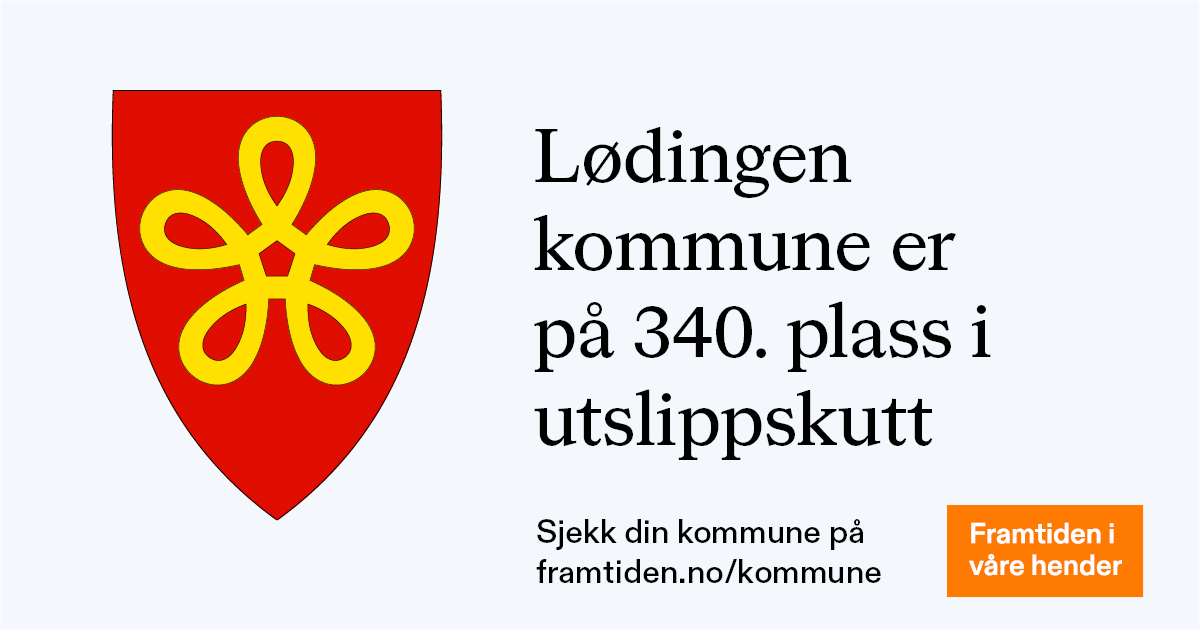 Lødingen
kommune er
på 340. plass i
utslippskutt
Sjekk din kommune på
framtiden.no/kommune
Framtiden i
våre hender